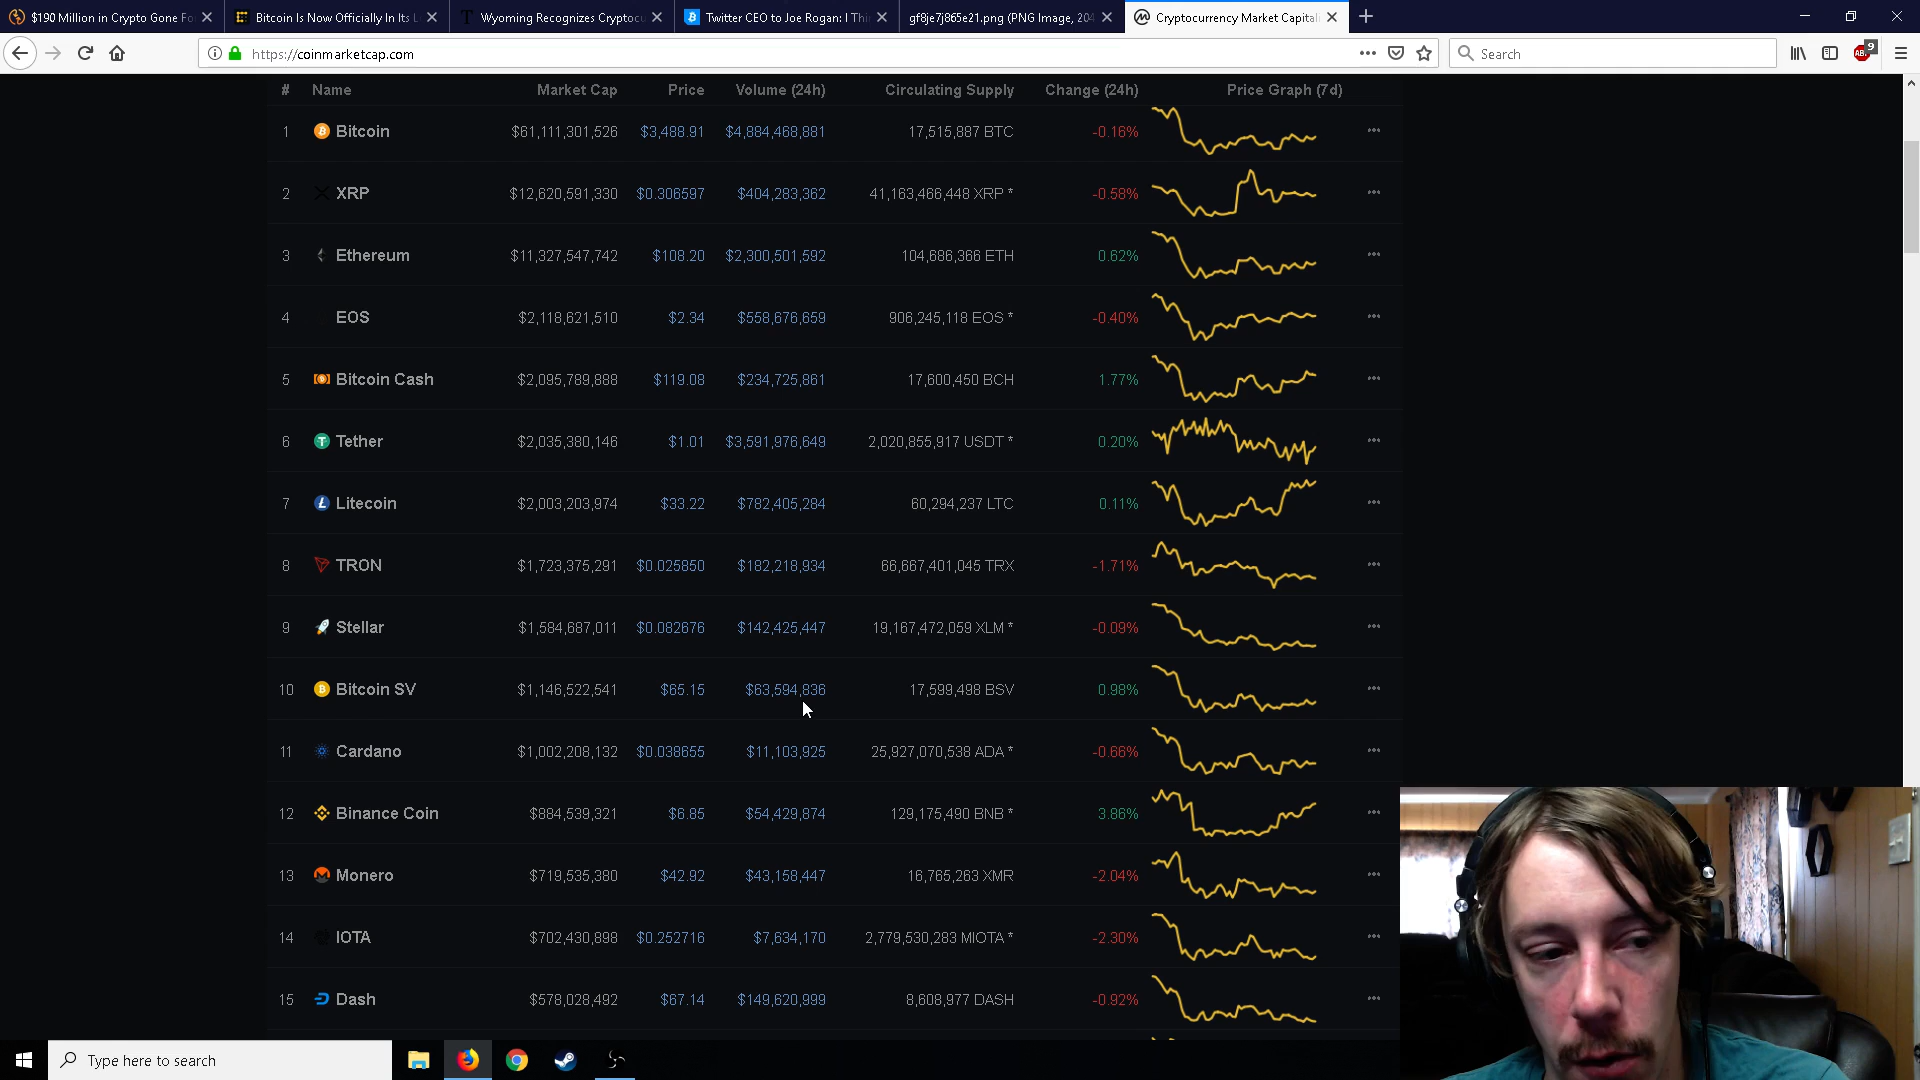 $190 Million in Crypto Gone Fo
Bitcoin Is Now Officially In Its L
Wyoming Recognizes Cryptocu
Twitter CEO to Joe Rogan: I Thi
gf8je7j865e21.png (PNG Image, 204
Cryptocurrency Market Capitali
https://coinmarketcap.com
Search
ABP 9
# Name Market Cap Price Volume (24h) Circulating Supply Change (24h) Price Graph (7d)
1 Bitcoin $61,111,301,526 $3,488.91 $4,884,468,881 17,515,887 BTC -0.16%
2 XRP $12,620,591,330 $0.306597 $404,283,362 41,163,466,448 XRP * -0.58%
3 Ethereum $11,327,547,742 $108.20 $2,300,501,592 104,686,366 ETH 0.62%
4 EOS $2,118,621,510 $2.34 $558,676,659 906,245,118 EOS * -0.40%
5 Bitcoin Cash $2,095,789,888 $119.08 $234,725,861 17,600,450 BCH 1.77%
6 Tether $2,035,380,146 $1.01 $3,591,976,649 2,020,855,917 USDT * 0.20%
7 Litecoin $2,003,203,974 $33.22 $782,405,284 60,294,237 LTC 0.11%
8 TRON $1,723,375,291 $0.025850 $182,218,934 66,667,401,045 TRX -1.71%
9 Stellar $1,584,687,011 $0.082676 $142,425,447 19,167,472,059 XLM * -0.09%
10 Bitcoin SV $1,146,522,541 $65.15 $63,594,836 17,599,498 BSV 0.98%
11 Cardano $1,002,208,132 $0.038655 $11,103,925 25,927,070,538 ADA * -0.66%
12 Binance Coin $884,539,321 $6.85 $54,429,874 129,175,490 BNB * 3.86%
13 Monero $719,535,380 $42.92 $43,158,447 16,765,263 XMR -2.04%
14 IOTA $702,430,898 $0.252716 $7,634,170 2,779,530,283 MIOTA * -2.30%
15 Dash $578,028,492 $67.14 $149,620,999 8,608,977 DASH -0.92%
Type here to search